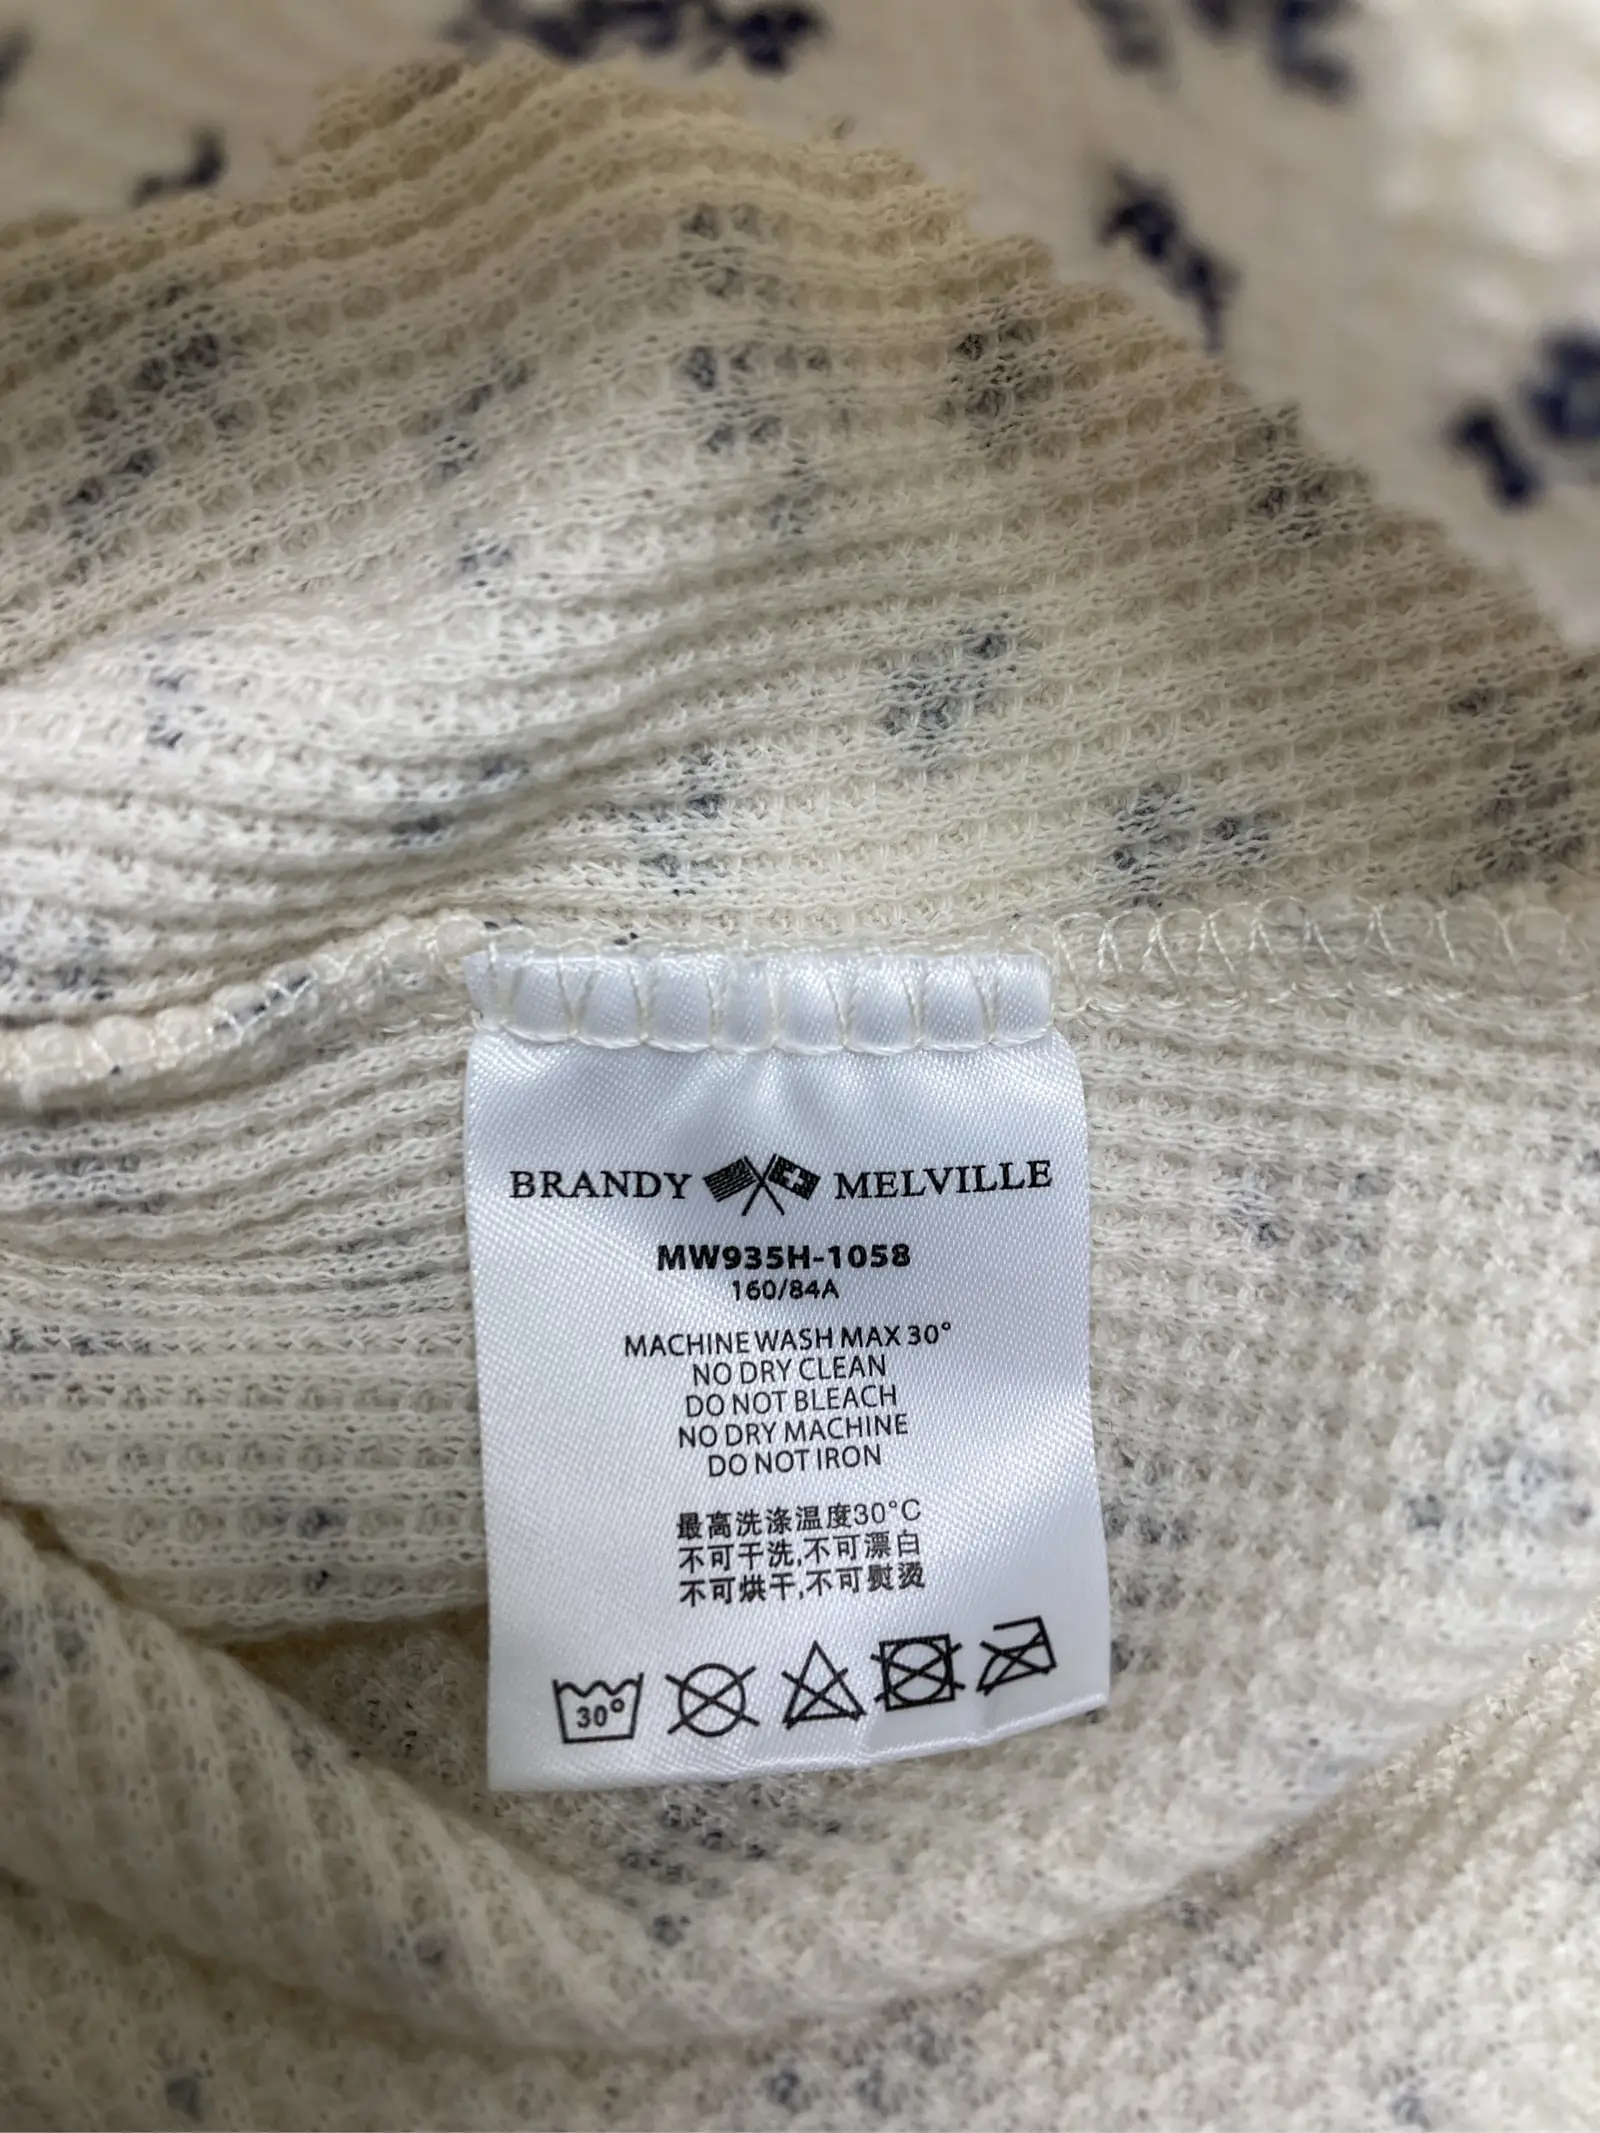 BRANDY MELVILLE
MW935H-1058
160/84A
MACHINE WASH MAX 30°
NO DRY CLEAN
DO NOT BLEACH
NO DRY MACHINE
DO NOT IRON
最高洗涤温度30°C
不可干洗,不可漂白
不可烘干,不可熨烫
30°